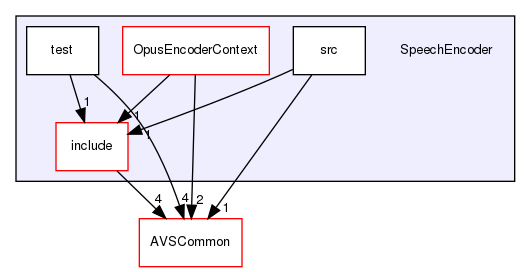 test
OpusEncoderContext
src
SpeechEncoder
1
1
1
include
4
4
2
1
AVSCommon